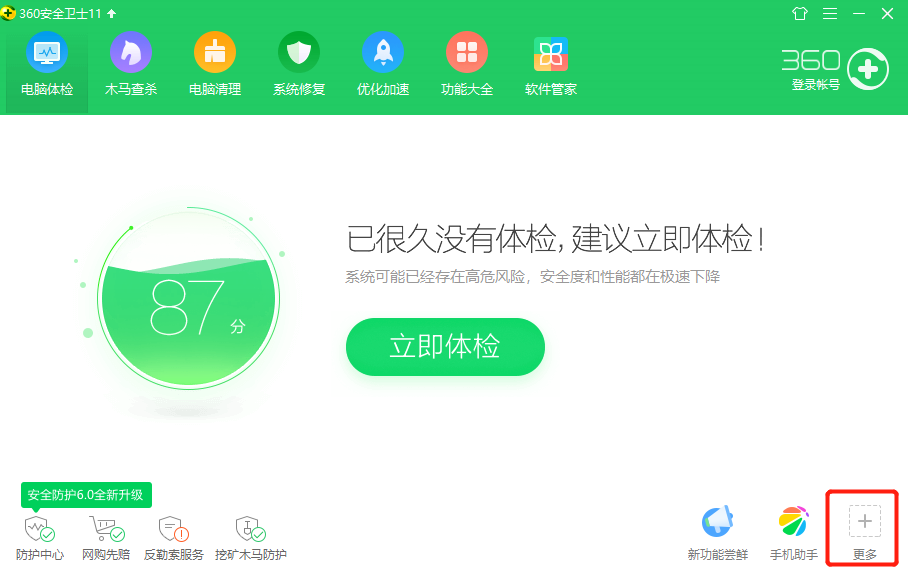 360安全卫士11
电脑体检
木马查杀
电脑清理
系统修复
优化加速
功能大全
软件管家
360
登录帐号
已很久没有体检,建议立即体检!
系统可能已经存在高危风险，安全度和性能都在极速下降
87分
立即体检
安全防护6.0全新升级
防护中心
网购先赔
反勒索服务
挖矿木马防护
新功能尝鲜
手机助手
更多